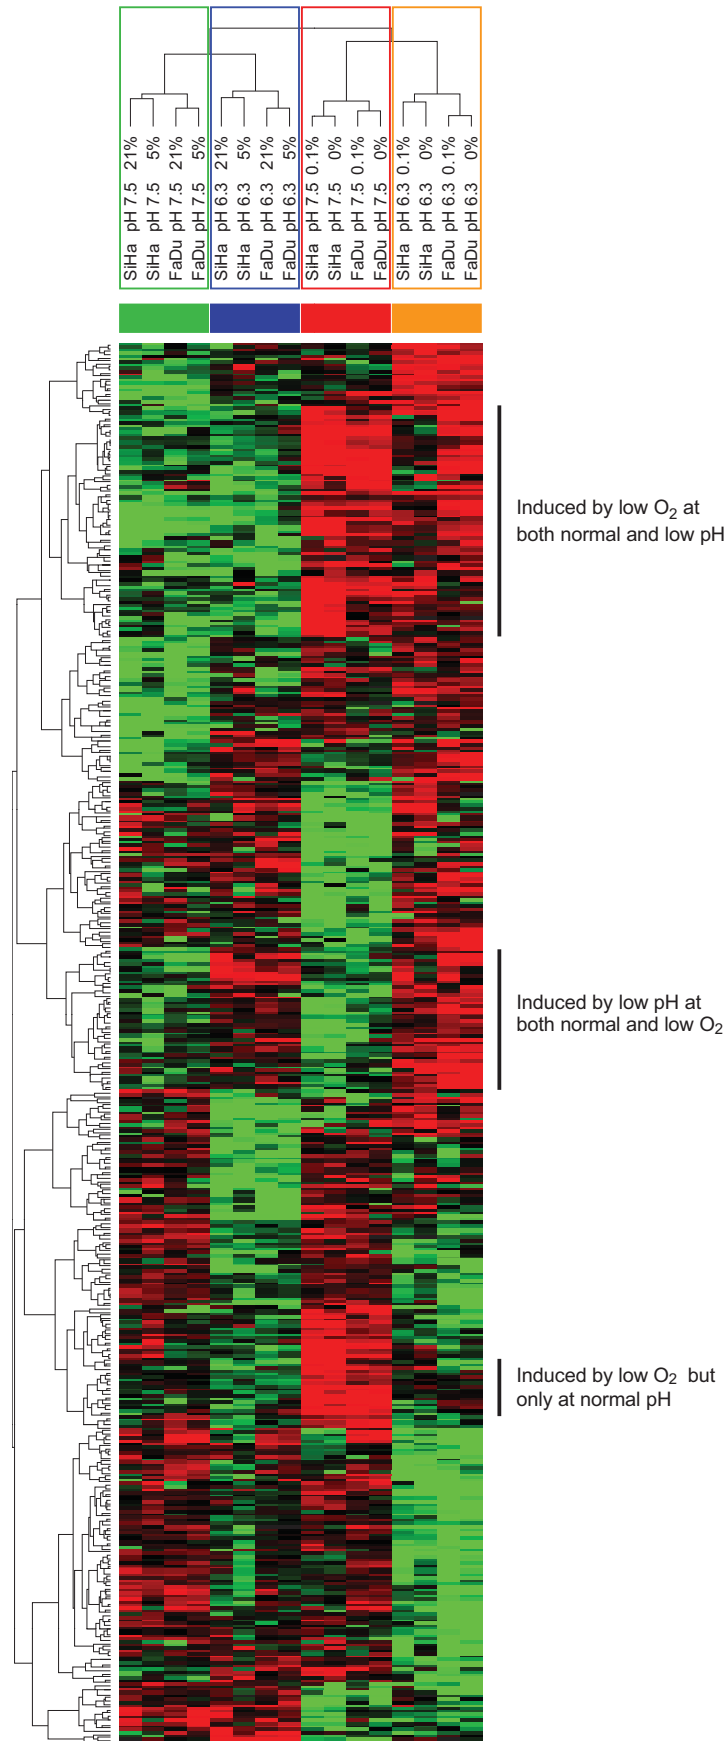 SiHa pH 7.5 21%
SiHa pH 7.5 5%
FaDu pH 7.5 21%
FaDu pH 7.5 5%
SiHa pH 6.3 21%
SiHa pH 6.3 5%
FaDu pH 6.3 21%
FaDu pH 6.3 5%
SiHa pH 7.5 0.1%
SiHa pH 7.5 0%
FaDu pH 7.5 0.1%
FaDu pH 7.5 0%
SiHa pH 6.3 0.1%
SiHa pH 6.3 0%
FaDu pH 6.3 0.1%
FaDu pH 6.3 0%
Induced by low O2 at
both normal and low pH
Induced by low pH at
both normal and low O2
Induced by low O2 but
only at normal pH